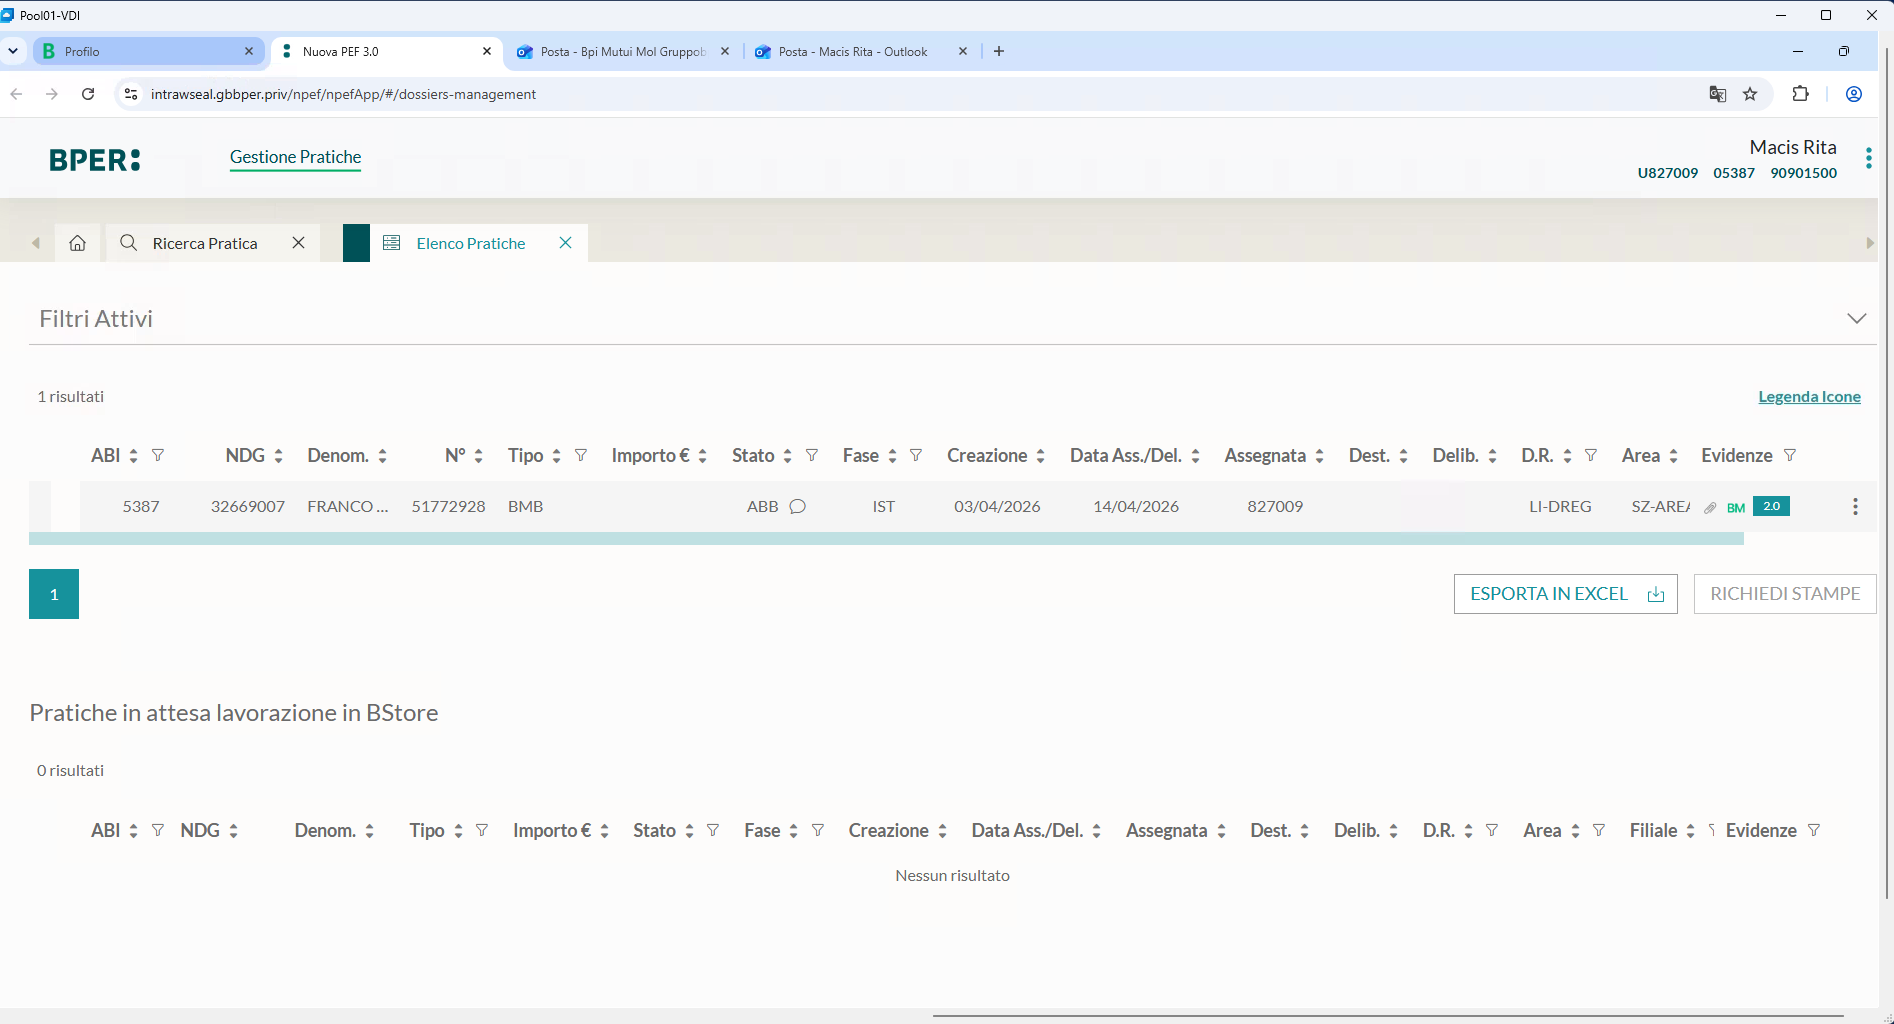 Pool01-VDI
Profilo
Nuova PEF 3.0
Posta - Bpi Mutui Mol Gruppob
Posta - Macis Rita - Outlook
intrawseal.gbbper.priv/npef/npefApp/#/dossiers-management
BPER:
Gestione Pratiche
Macis Rita
U827009 05387 90901500
Ricerca Pratica
Elenco Pratiche
Filtri Attivi
1 risultati
Legenda Icone
ABI NDG Denom. N° Tipo Importo € Stato Fase Creazione Data Ass./Del. Assegnata Dest. Delib. D.R. Area Evidenze
5387 32669007 FRANCO ... 51772928 BMB ABB IST 03/04/2026 14/04/2026 827009 LI-DREG SZ-AREA BM 2.0
1
ESPORTA IN EXCEL
RICHIEDI STAMPE
Pratiche in attesa lavorazione in BStore
0 risultati
ABI NDG Denom. Tipo Importo € Stato Fase Creazione Data Ass./Del. Assegnata Dest. Delib. D.R. Area Filiale Evidenze
Nessun risultato